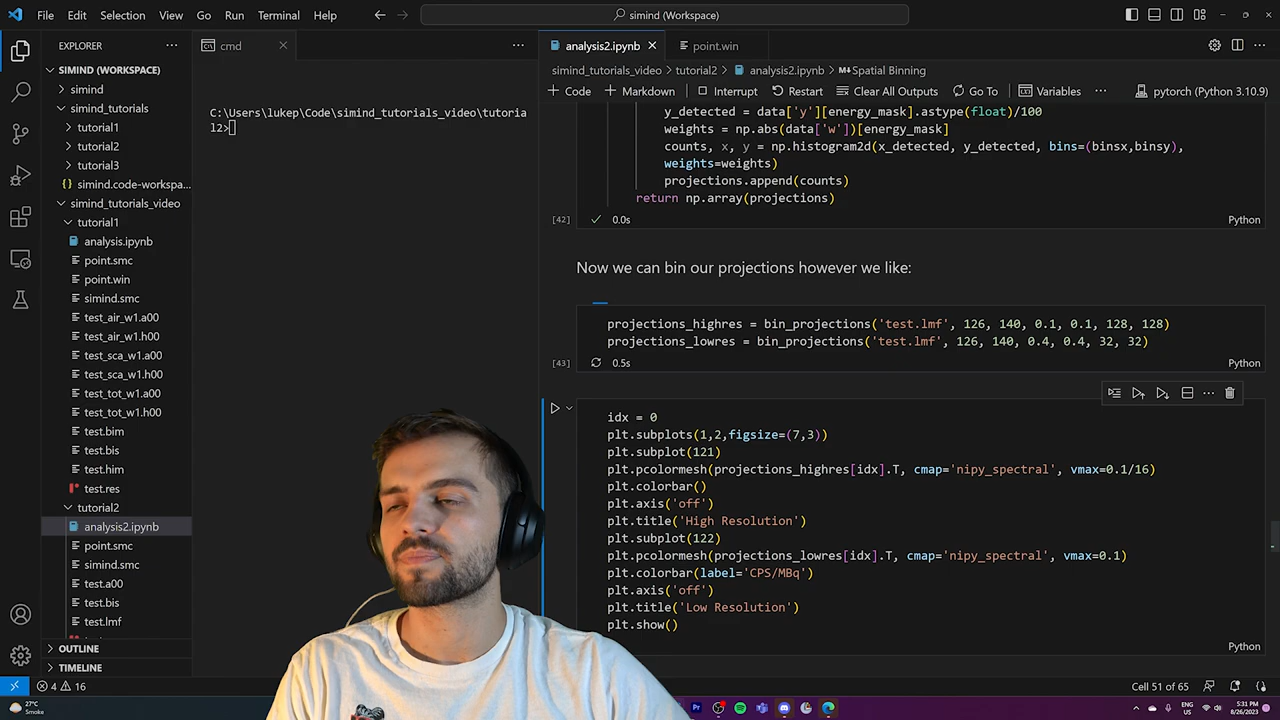 File Edit Selection View Go Run Terminal Help
simind (Workspace)
EXPLORER
SIMIND (WORKSPACE)
simind
simind_tutorials
tutorial1
tutorial2
tutorial3
simind.code-workspa...
simind_tutorials_video
tutorial1
analysis.ipynb
point.smc
point.win
simind.smc
test_air_w1.a00
test_air_w1.h00
test_sca_w1.a00
test_sca_w1.h00
test_tot_w1.a00
test_tot_w1.h00
test.bim
test.bis
test.him
test.res
tutorial2
analysis2.ipynb
point.smc
simind.smc
test.a00
test.bis
test.lmf
OUTLINE
TIMELINE
cmd
C:\Users\lukep\Code\simind_tutorials_video\tutoria
l2>
analysis2.ipynb
point.win
simind_tutorials_video > tutorial2 > analysis2.ipynb > Spatial Binning
Code Markdown Interrupt Restart Clear All Outputs Go To Variables pytorch (Python 3.10.9)
y_detected = data['y'][energy_mask].astype(float)/100
weights = np.abs(data['w'])[energy_mask]
counts, x, y = np.histogram2d(x_detected, y_detected, bins=(binsx,binsy),
weights=weights)
projections.append(counts)
return np.array(projections)
[42] 0.0s Python
Now we can bin our projections however we like:
projections_highres = bin_projections('test.lmf', 126, 140, 0.1, 0.1, 128, 128)
projections_lowres = bin_projections('test.lmf', 126, 140, 0.4, 0.4, 32, 32)
[43] 0.5s Python
idx = 0
plt.subplots(1,2,figsize=(7,3))
plt.subplot(121)
plt.pcolormesh(projections_highres[idx].T, cmap='nipy_spectral', vmax=0.1/16)
plt.colorbar()
plt.axis('off')
plt.title('High Resolution')
plt.subplot(122)
plt.pcolormesh(projections_lowres[idx].T, cmap='nipy_spectral', vmax=0.1)
plt.colorbar(label='CPS/MBq')
plt.axis('off')
plt.title('Low Resolution')
plt.show()
Python
4 16
Cell 51 of 65
27°C
Smoke
ENG
US
5:31 PM
8/26/2023